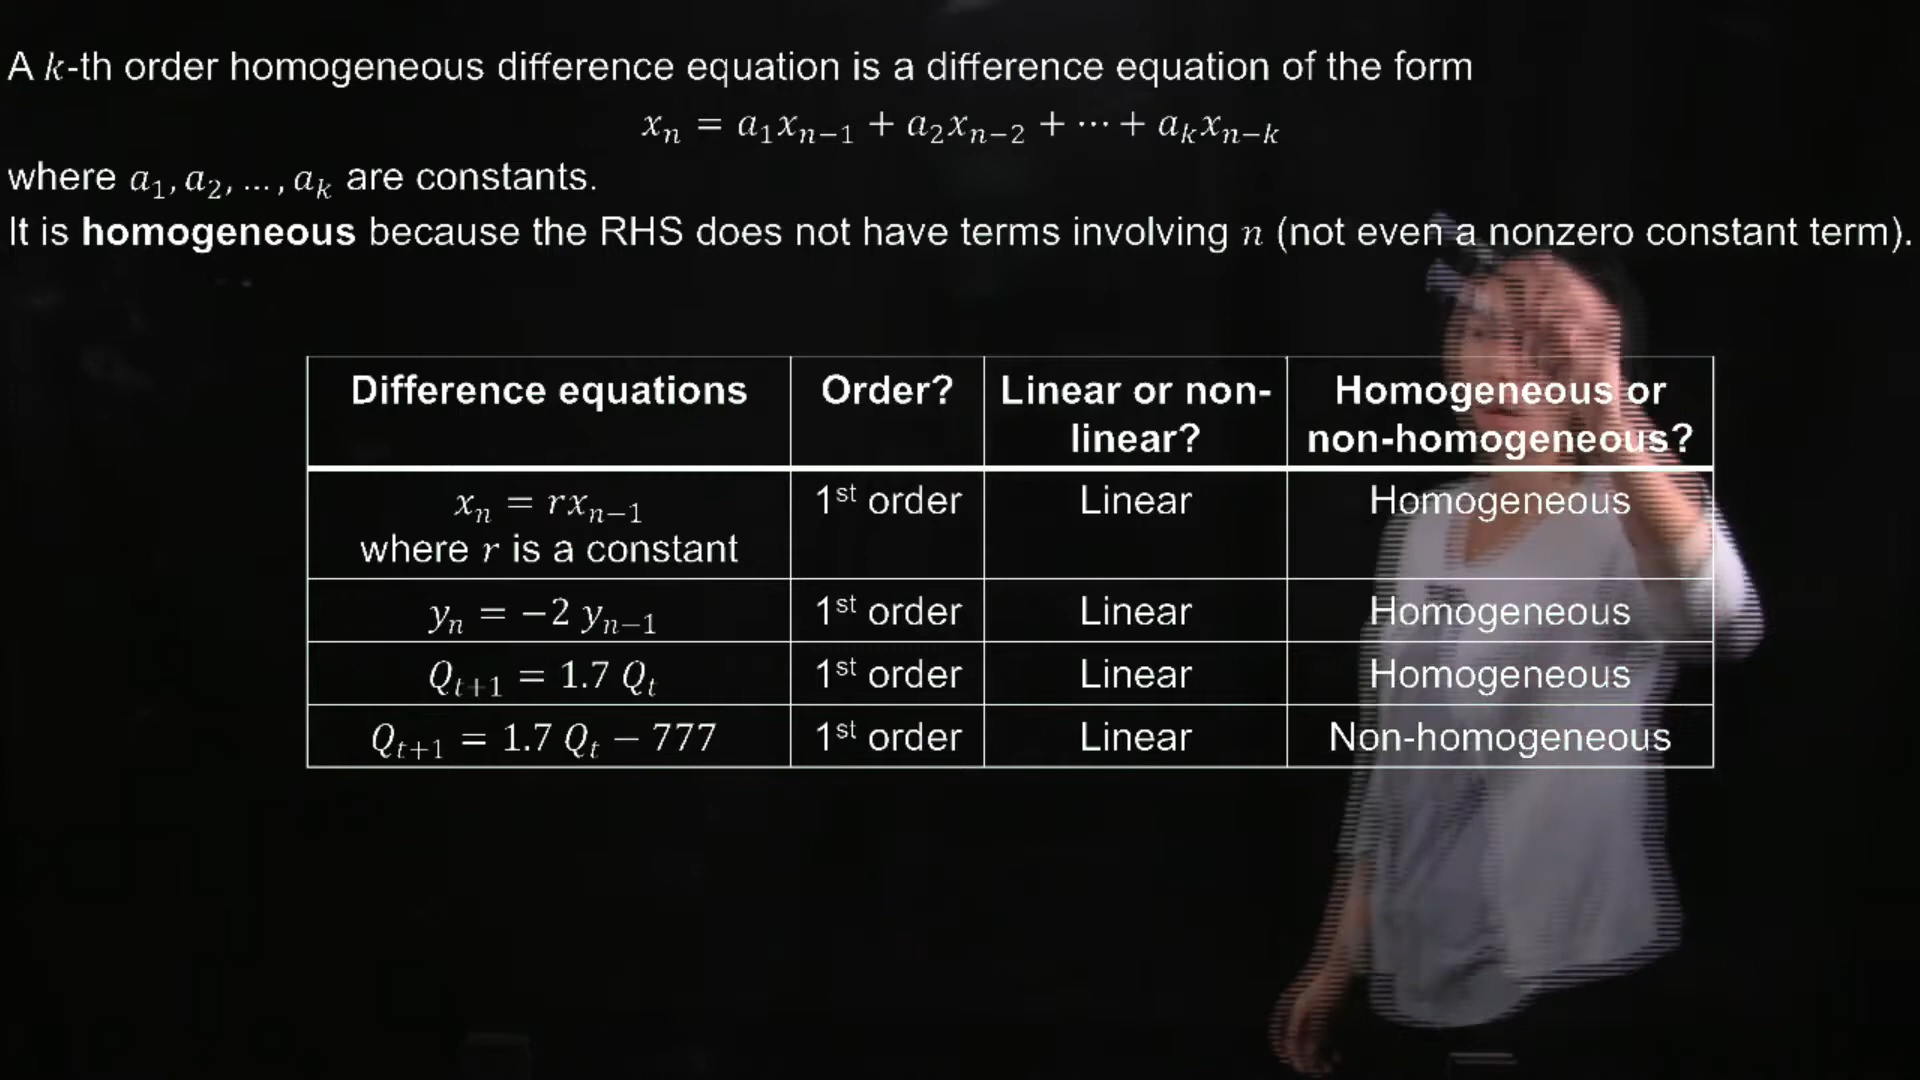 A k-th order homogeneous difference equation is a difference equation of the form
xₙ = a₁xₙ₋₁ + a₂xₙ₋₂ + ⋯ + aₖxₙ₋ₖ
where a₁, a₂, … , aₖ are constants.
It is homogeneous because the RHS does not have terms involving n (not even a nonzero constant term).
Difference equations Order? Linear or non-linear? Homogeneous or non-homogeneous?
xₙ = rxₙ₋₁ 1ˢᵗ order Linear Homogeneous
where r is a constant
yₙ = −2 yₙ₋₁ 1ˢᵗ order Linear Homogeneous
Qₜ₊₁ = 1.7 Qₜ 1ˢᵗ order Linear Homogeneous
Qₜ₊₁ = 1.7 Qₜ − 777 1ˢᵗ order Linear Non-homogeneous